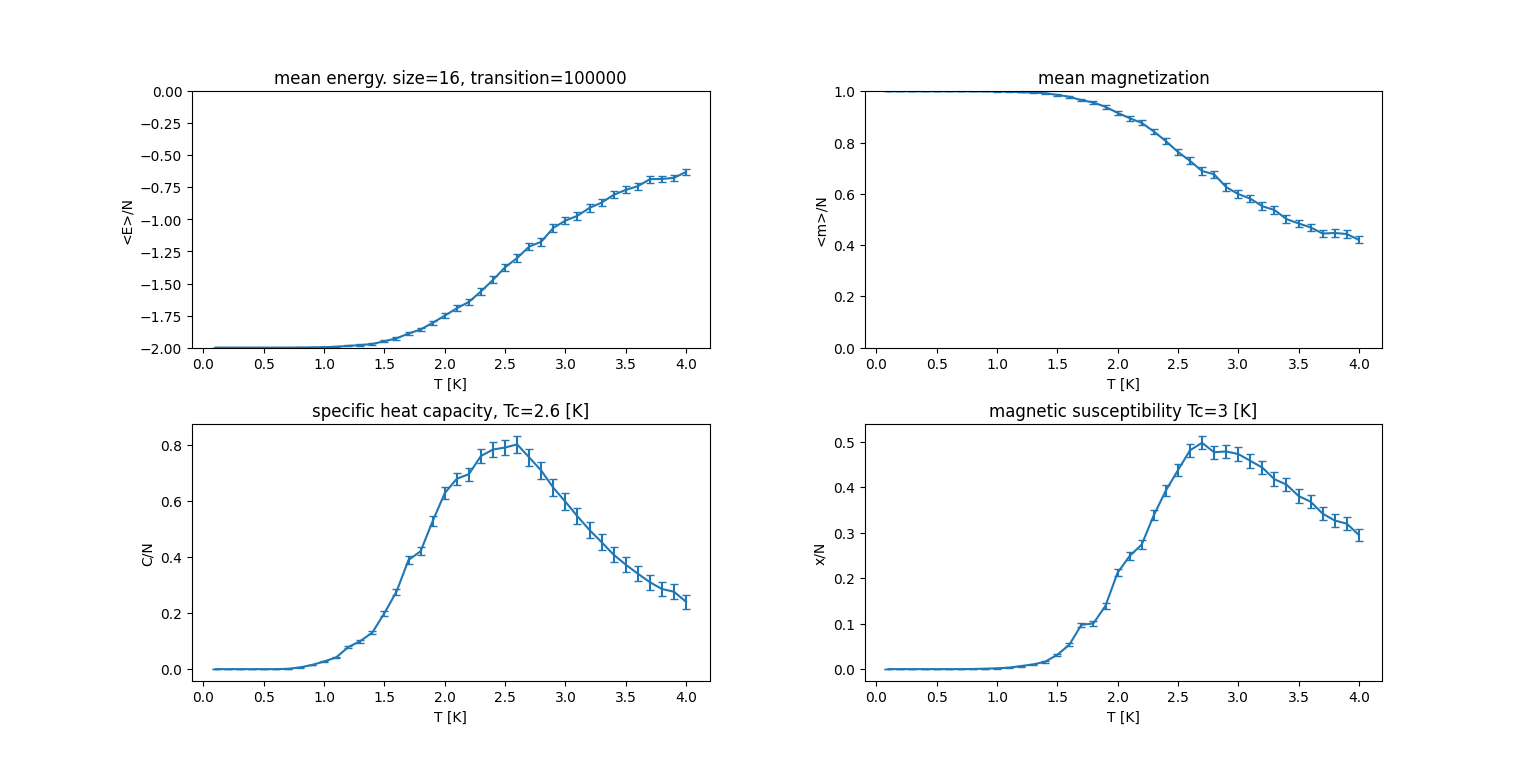 mean energy. size=16, transition=100000
0.00
−0.25
−0.50
−0.75
−1.00
−1.25
−1.50
−1.75
−2.00
<E>/N
0.0 0.5 1.0 1.5 2.0 2.5 3.0 3.5 4.0
T [K]
mean magnetization
1.0
0.8
0.6
0.4
0.2
0.0
<m>/N
0.0 0.5 1.0 1.5 2.0 2.5 3.0 3.5 4.0
T [K]
specific heat capacity, Tc=2.6 [K]
0.8
0.6
0.4
0.2
0.0
C/N
0.0 0.5 1.0 1.5 2.0 2.5 3.0 3.5 4.0
T [K]
magnetic susceptibility Tc=3 [K]
0.5
0.4
0.3
0.2
0.1
0.0
x/N
0.0 0.5 1.0 1.5 2.0 2.5 3.0 3.5 4.0
T [K]